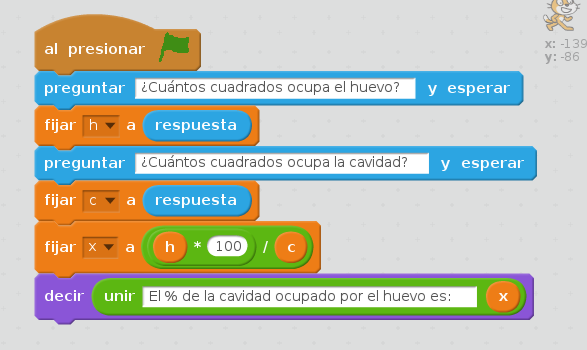 al presionar
preguntar ¿Cuántos cuadrados ocupa el huevo? y esperar
fijar h a respuesta
preguntar ¿Cuántos cuadrados ocupa la cavidad? y esperar
fijar c a respuesta
fijar x a h * 100 / c
decir unir El % de la cavidad ocupado por el huevo es: x
x: -139
y: -86